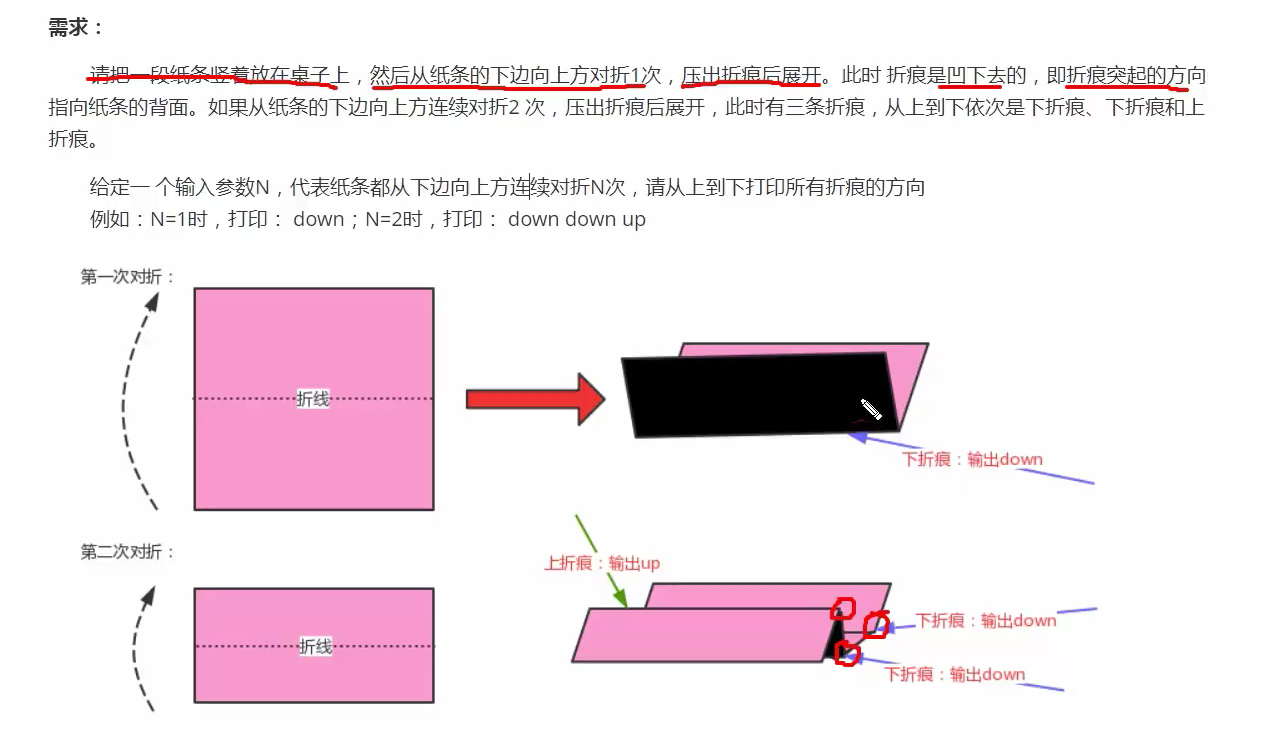 需求：
请把一段纸条竖着放在桌子上，然后从纸条的下边向上方对折1次，压出折痕后展开。此时 折痕是凹下去的，即折痕突起的方向
指向纸条的背面。如果从纸条的下边向上方连续对折2 次，压出折痕后展开，此时有三条折痕，从上到下依次是下折痕、下折痕和上
折痕。
给定一 个输入参数N，代表纸条都从下边向上方连续对折N次，请从上到下打印所有折痕的方向
例如：N=1时，打印： down；N=2时，打印： down down up
第一次对折：
折线
下折痕：输出down
第二次对折：
上折痕：输出up
下折痕：输出down
折线
下折痕：输出down